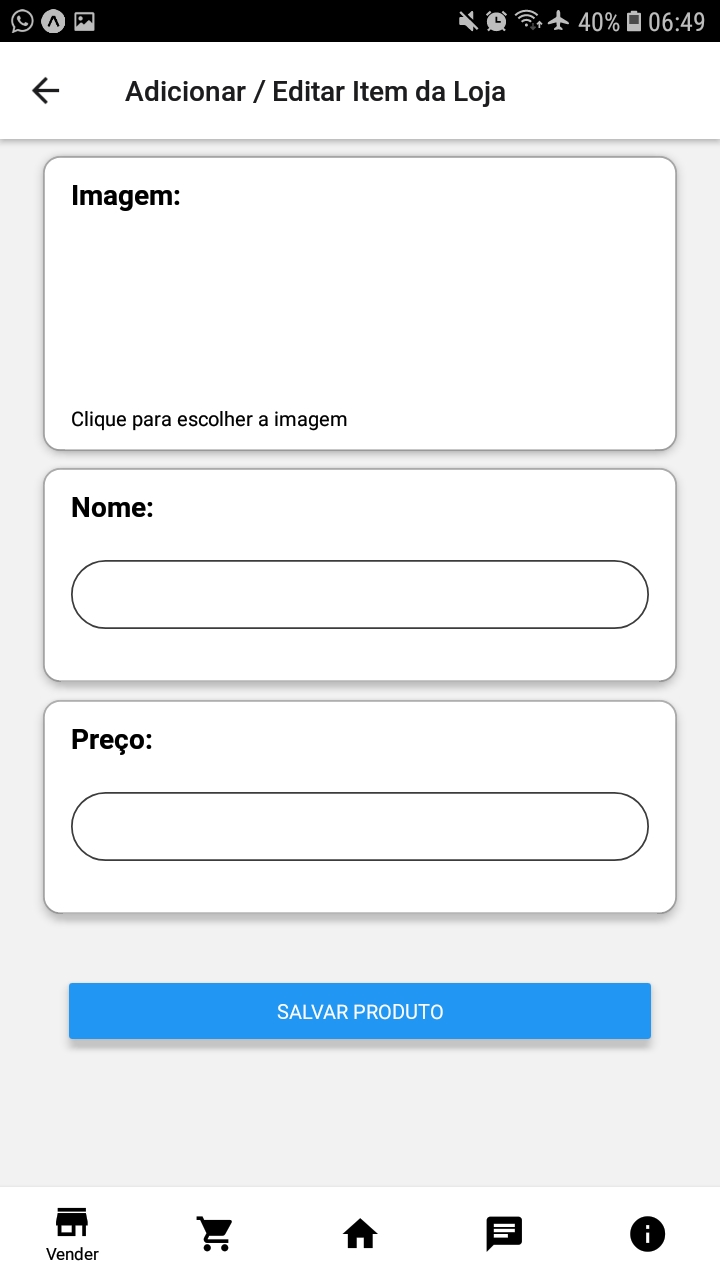 40% 06:49
Adicionar / Editar Item da Loja
Imagem:
Clique para escolher a imagem
Nome:
Preço:
SALVAR PRODUTO
Vender